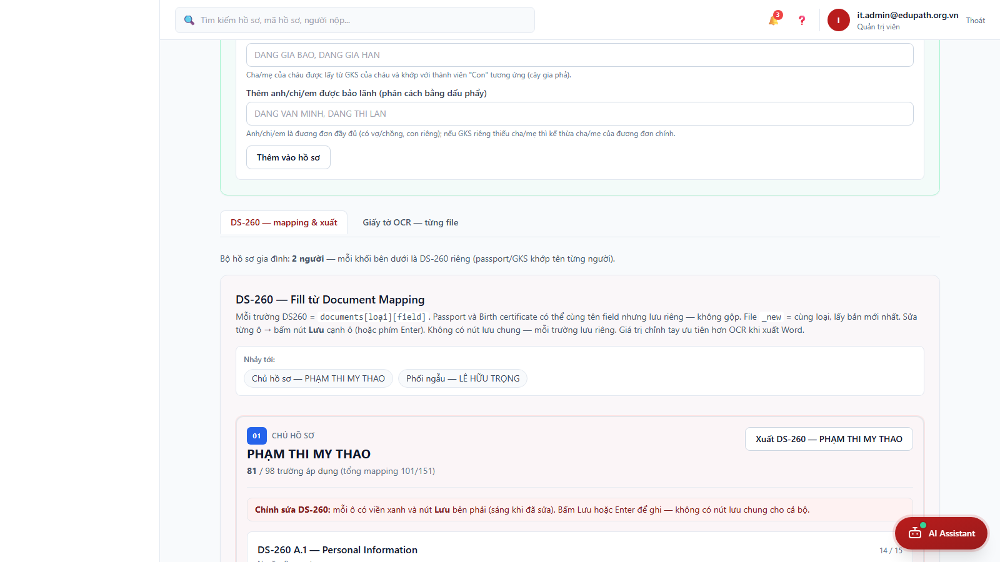 Tìm kiếm hồ sơ, mã hồ sơ, người nộp...
3
I
it.admin@edupath.org.vn
Quản trị viên
Thoát
DANG GIA BAO, DANG GIA HAN
Cha/mẹ của cháu được lấy từ GKS của cháu và khớp với thành viên "Con" tương ứng (cây gia phả).
Thêm anh/chị/em được bảo lãnh (phân cách bằng dấu phẩy)
DANG VAN MINH, DANG THI LAN
Anh/chị/em là đương đơn đầy đủ (có vợ/chồng, con riêng); nếu GKS riêng thiếu cha/mẹ thì kế thừa cha/mẹ của đương đơn chính.
Thêm vào hồ sơ
DS-260 — mapping & xuất
Giấy tờ OCR — từng file
Bộ hồ sơ gia đình: 2 người — mỗi khối bên dưới là DS-260 riêng (passport/GKS khớp tên từng người).
DS-260 — Fill từ Document Mapping
Mỗi trường DS260 = documents[loại][field] . Passport và Birth certificate có thể cùng tên field nhưng lưu riêng — không gộp. File _new = cùng loại, lấy bản mới nhất. Sửa
từng ô → bấm nút Lưu cạnh ô (hoặc phím Enter). Không có nút lưu chung — mỗi trường lưu riêng. Giá trị chỉnh tay ưu tiên hơn OCR khi xuất Word.
Nhảy tới:
Chủ hồ sơ — PHẠM THI MY THAO
Phối ngẫu — LÊ HỮU TRỌNG
01
CHỦ HỒ SƠ
PHẠM THI MY THAO
81 / 98 trường áp dụng (tổng mapping 101/151)
Xuất DS-260 — PHẠM THI MY THAO
Chỉnh sửa DS-260: mỗi ô có viền xanh và nút Lưu bên phải (sáng khi đã sửa). Bấm Lưu hoặc Enter để ghi — không có nút lưu chung cho cả bộ.
DS-260 A.1 — Personal Information
14 / 15
AI Assistant